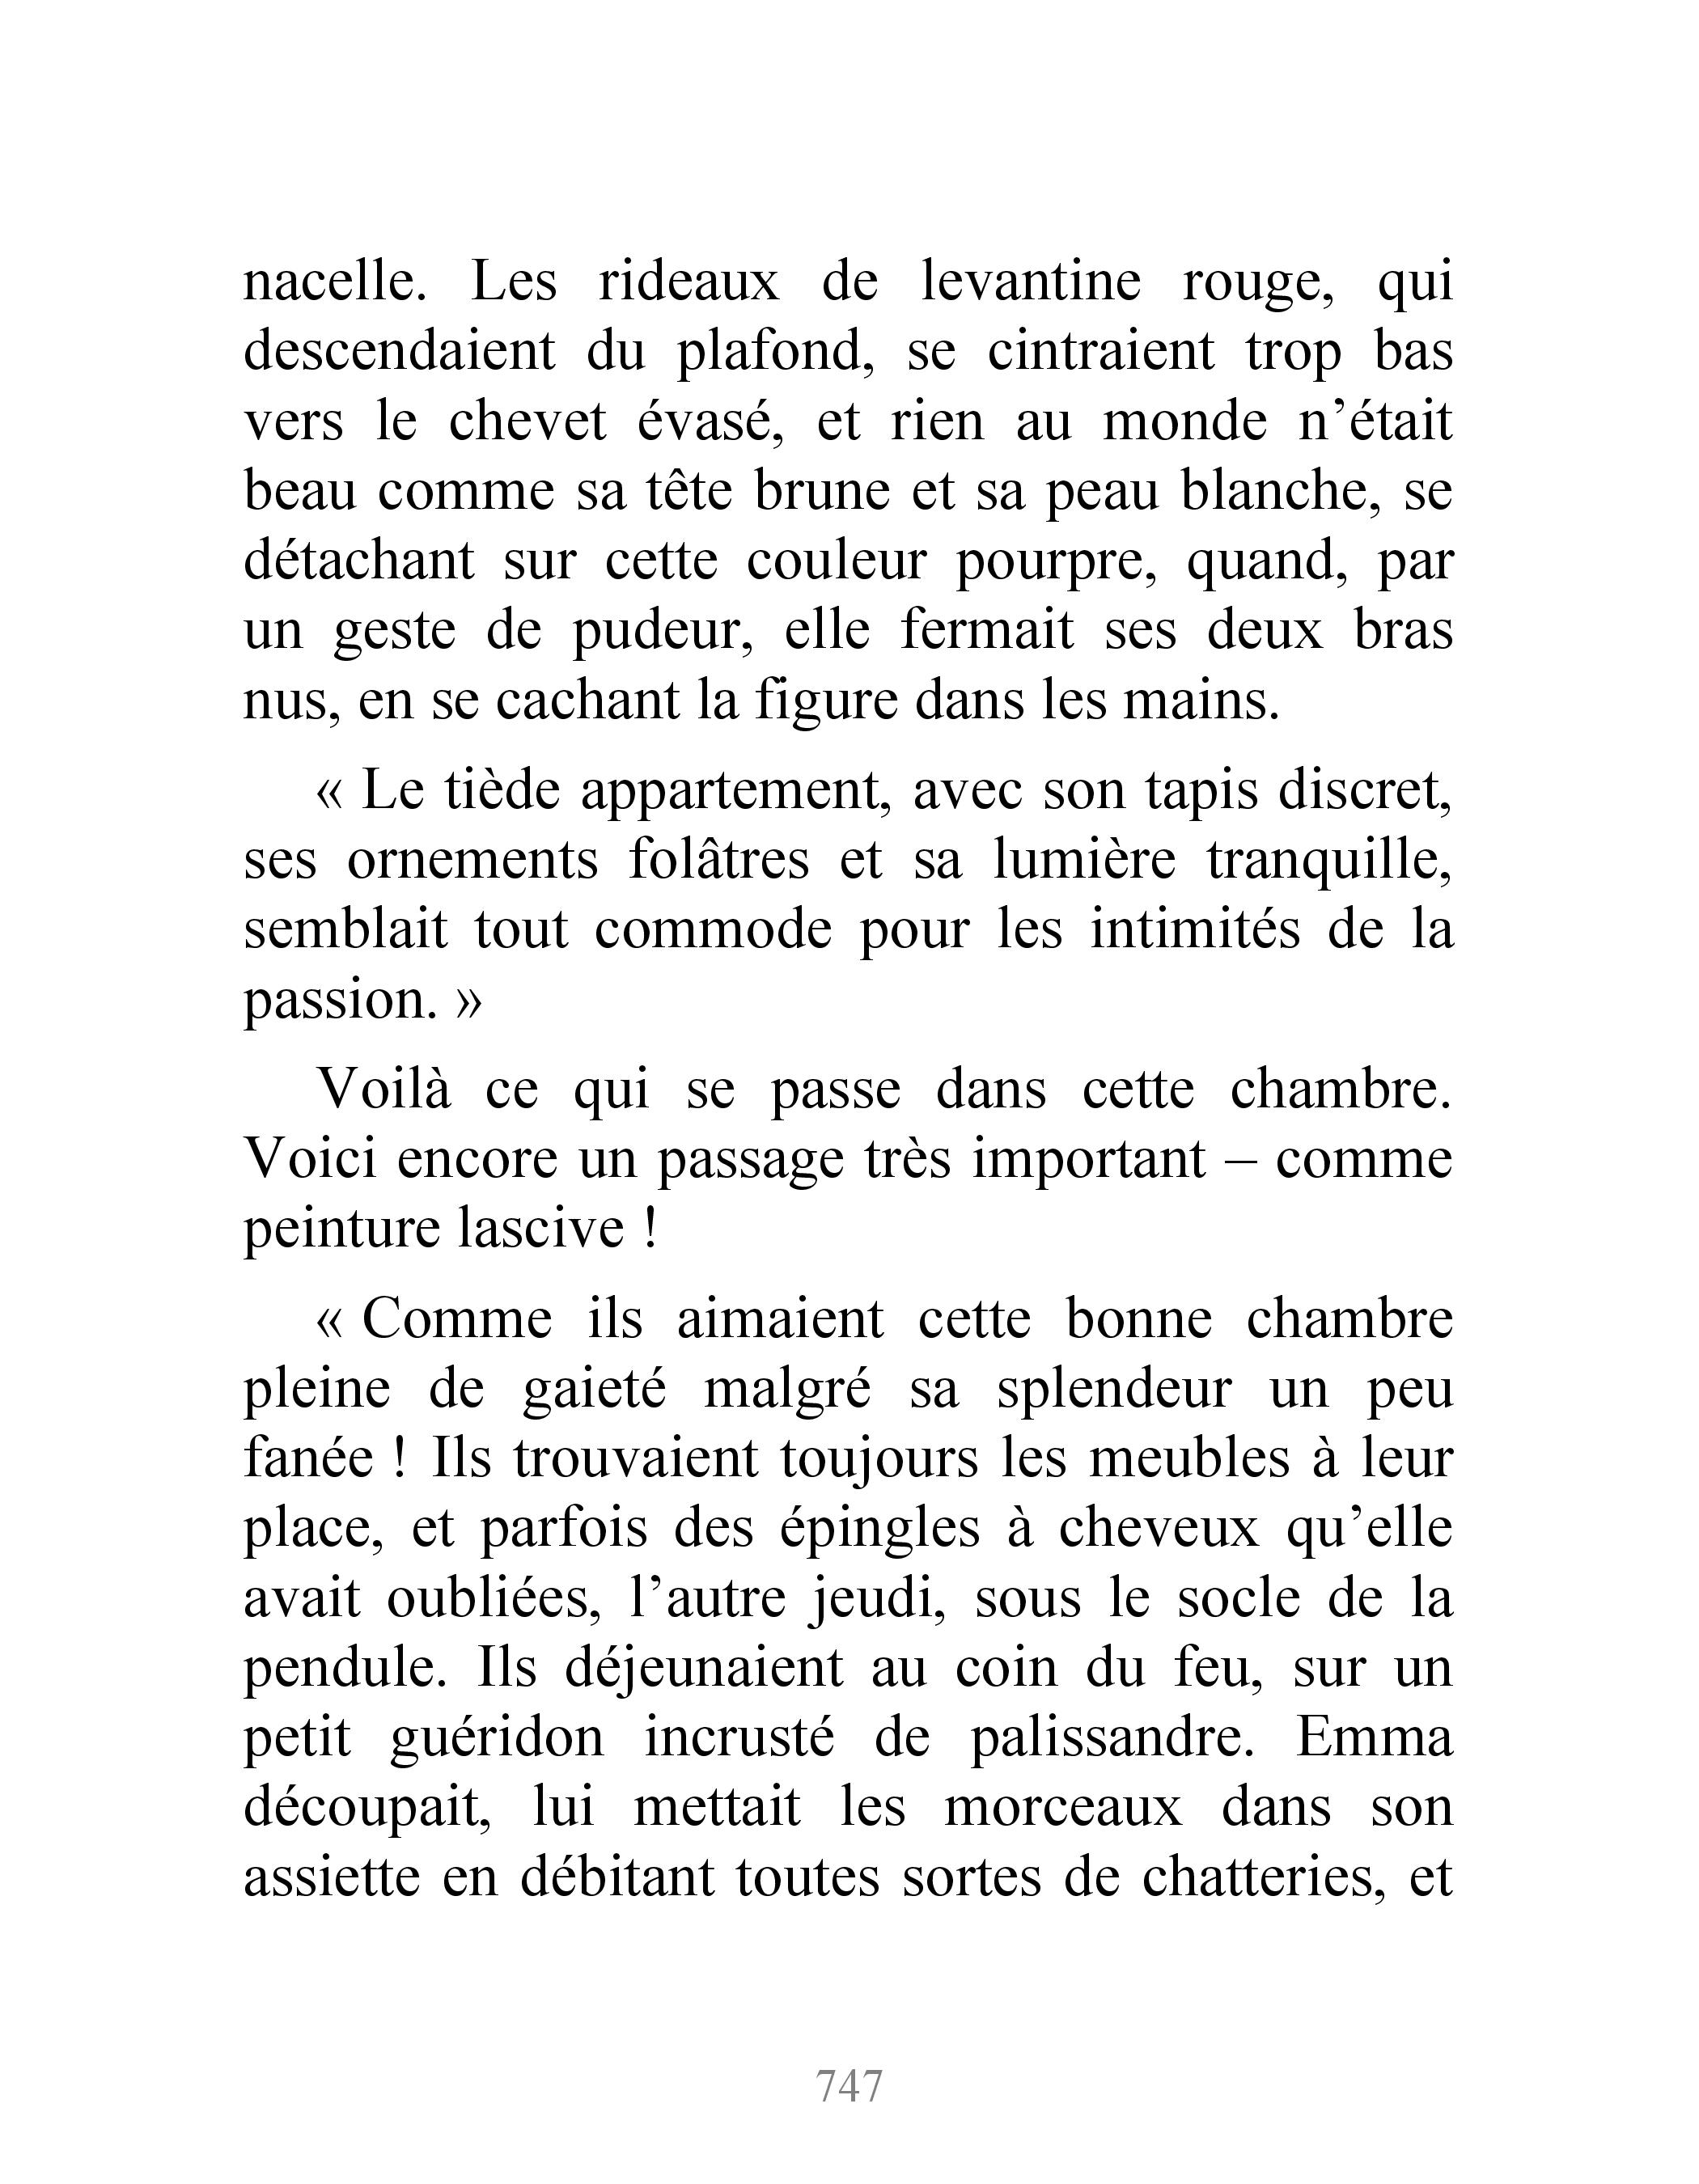 nacelle. Les rideaux de levantine rouge, qui
descendaient du plafond, se cintraient trop bas
vers le chevet évasé, et rien au monde n’était
beau comme sa tête brune et sa peau blanche, se
détachant sur cette couleur pourpre, quand, par
un geste de pudeur, elle fermait ses deux bras
nus, en se cachant la figure dans les mains.
« Le tiède appartement, avec son tapis discret,
ses ornements folâtres et sa lumière tranquille,
semblait tout commode pour les intimités de la
passion. »
Voilà ce qui se passe dans cette chambre.
Voici encore un passage très important – comme
peinture lascive !
« Comme ils aimaient cette bonne chambre
pleine de gaieté malgré sa splendeur un peu
fanée ! Ils trouvaient toujours les meubles à leur
place, et parfois des épingles à cheveux qu’elle
avait oubliées, l’autre jeudi, sous le socle de la
pendule. Ils déjeunaient au coin du feu, sur un
petit guéridon incrusté de palissandre. Emma
découpait, lui mettait les morceaux dans son
assiette en débitant toutes sortes de chatteries, et
747